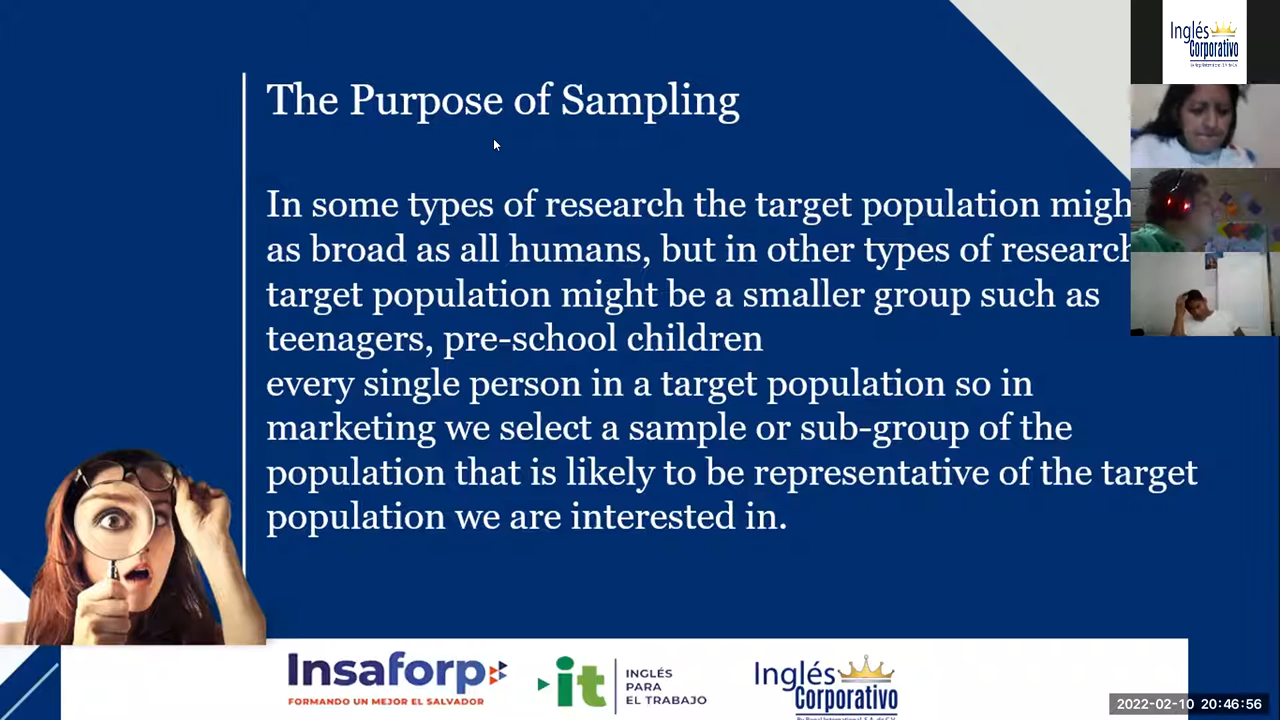 The Purpose of Sampling
In some types of research the target population migh
as broad as all humans, but in other types of research
target population might be a smaller group such as
teenagers, pre-school children
every single person in a target population so in
marketing we select a sample or sub-group of the
population that is likely to be representative of the target
population we are interested in.
Inglés
Corporativo
Insaforp
FORMANDO UN MEJOR EL SALVADOR
it
INGLÉS
PARA
EL TRABAJO
Inglés
Corporativo
2022-02-10 20:46:56